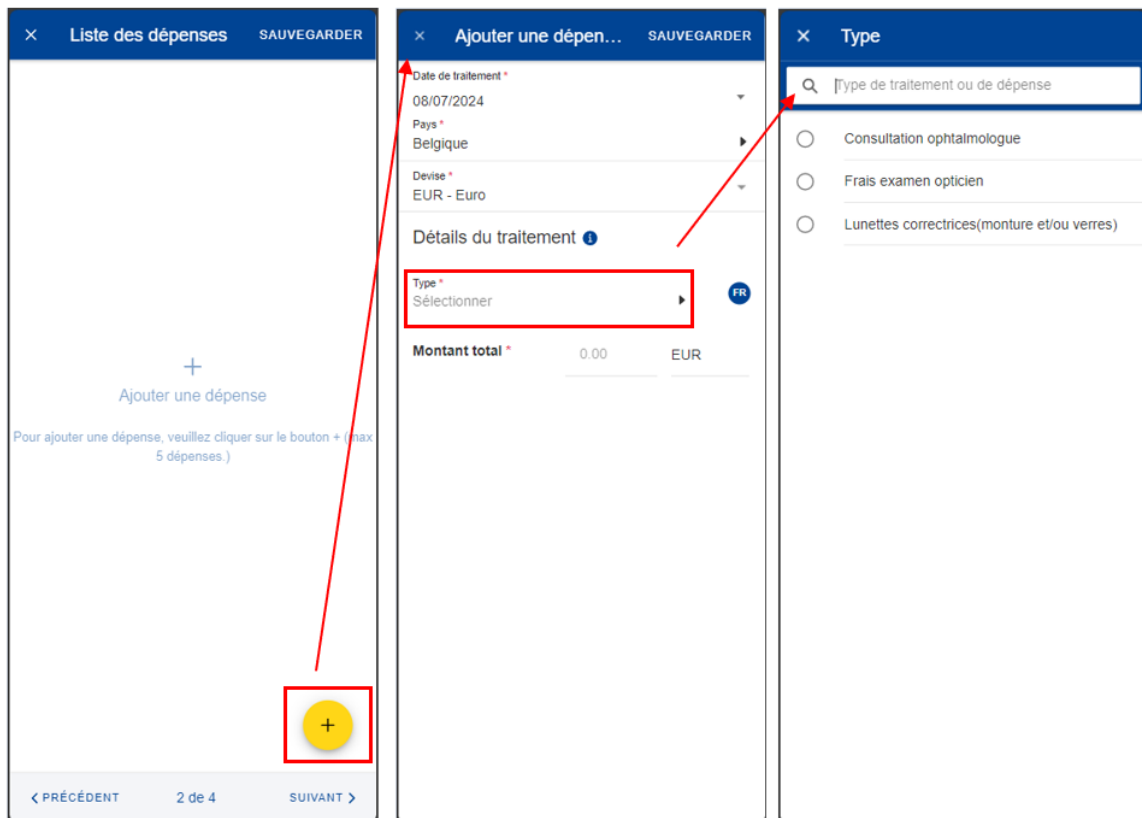 × Liste des dépenses SAUVEGARDER
+
Ajouter une dépense
Pour ajouter une dépense, veuillez cliquer sur le bouton + (max
5 dépenses.)
+
PRÉCÉDENT 2 de 4 SUIVANT
× Ajouter une dépen... SAUVEGARDER
Date de traitement *
08/07/2024
Pays *
Belgique
Devise *
EUR - Euro
Détails du traitement i
Type *
Sélectionner
FR
Montant total * 0.00 EUR
× Type
Type de traitement ou de dépense
Consultation ophtalmologue
Frais examen opticien
Lunettes correctrices(monture et/ou verres)